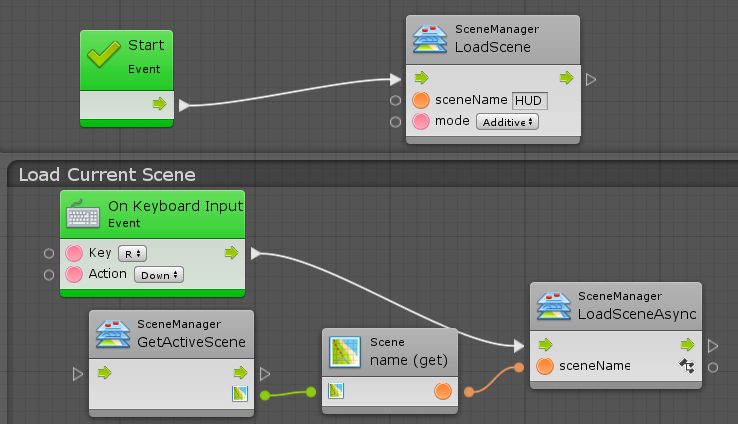 Start
Event
SceneManager
LoadScene
sceneName HUD
mode Additive
Load Current Scene
On Keyboard Input
Event
Key R
Action Down
SceneManager
GetActiveScene
Scene
name (get)
SceneManager
LoadSceneAsync
sceneName